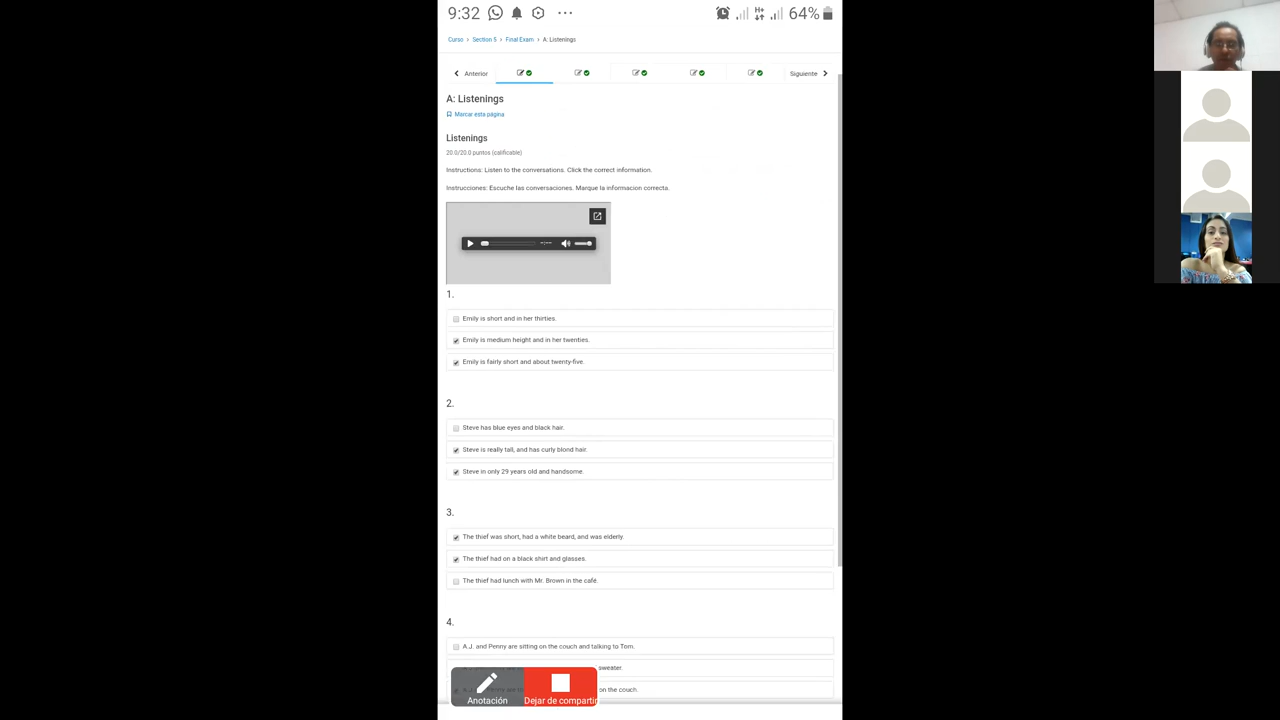 9:32 ... H+ 64%
Curso > Section 5 > Final Exam > A: Listenings
Anterior
Siguiente
A: Listenings
Marcar esta página
Listenings
20.0/20.0 puntos (calificable)
Instructions: Listen to the conversations. Click the correct information.
Instrucciones: Escuche las conversaciones. Marque la informacion correcta.
-:--
1.
Emily is short and in her thirties.
Emily is medium height and in her twenties.
Emily is fairly short and about twenty-five.
2.
Steve has blue eyes and black hair.
Steve is really tall, and has curly blond hair.
Steve in only 29 years old and handsome.
3.
The thief was short, had a white beard, and was elderly.
The thief had on a black shirt and glasses.
The thief had lunch with Mr. Brown in the café.
4.
A.J. and Penny are sitting on the couch and talking to Tom.
sweater.
on the couch.
Anotación
Dejar de compartir